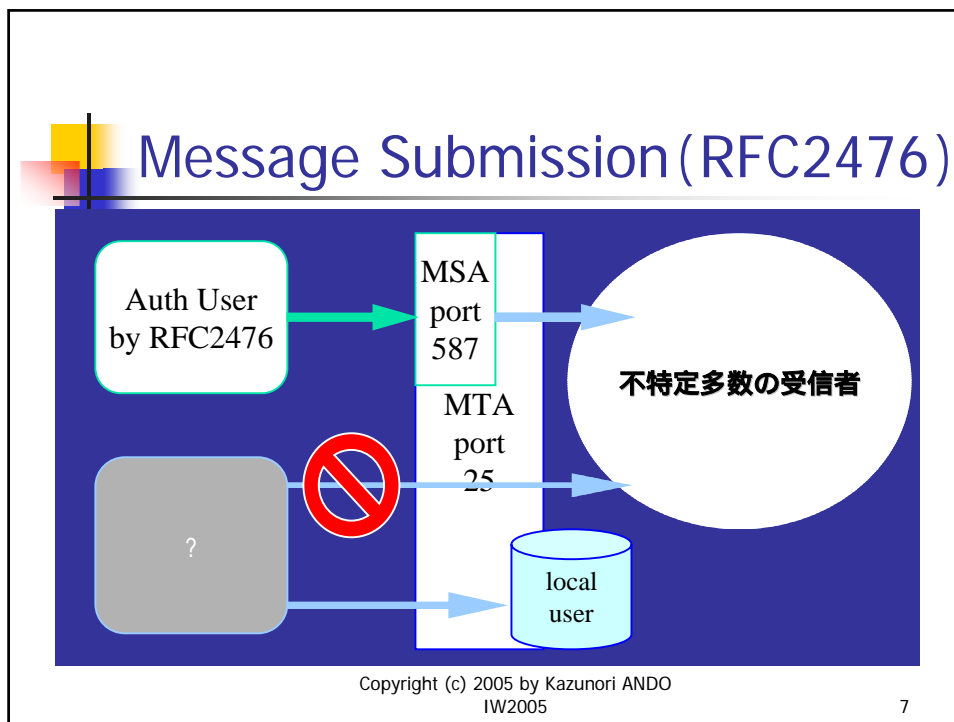 Message Submission(RFC2476)
Auth User
by RFC2476
MSA
port
587
MTA
port
25
不特定多数の受信者
?
local
user
Copyright (c) 2005 by Kazunori ANDO
IW2005
7